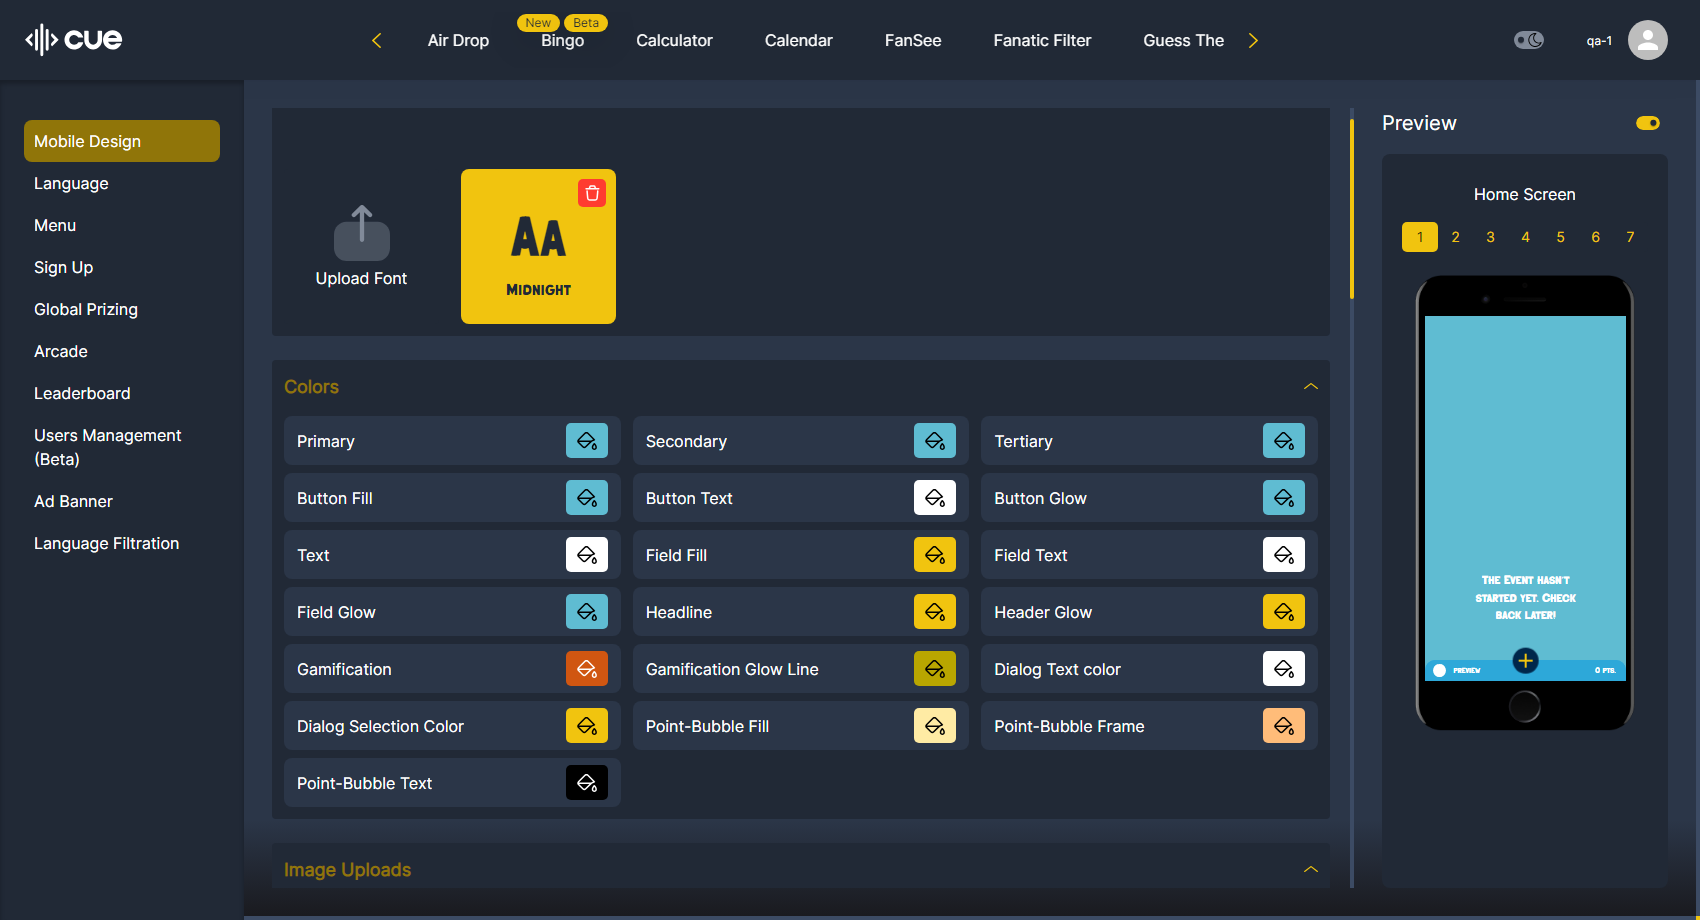 cue
New
Beta
Air Drop
Bingo
Calculator
Calendar
FanSee
Fanatic Filter
Guess The
qa-1
Mobile Design
Language
Menu
Sign Up
Global Prizing
Arcade
Leaderboard
Users Management
(Beta)
Ad Banner
Language Filtration
Upload Font
AA
MIDNIGHT
Colors
Primary
Secondary
Tertiary
Button Fill
Button Text
Button Glow
Text
Field Fill
Field Text
Field Glow
Headline
Header Glow
Gamification
Gamification Glow Line
Dialog Text color
Dialog Selection Color
Point-Bubble Fill
Point-Bubble Frame
Point-Bubble Text
Image Uploads
Preview
Home Screen
1 2 3 4 5 6 7
THE EVENT HASN'T
STARTED YET. CHECK
BACK LATER!
PREVIEW
0 PTS.